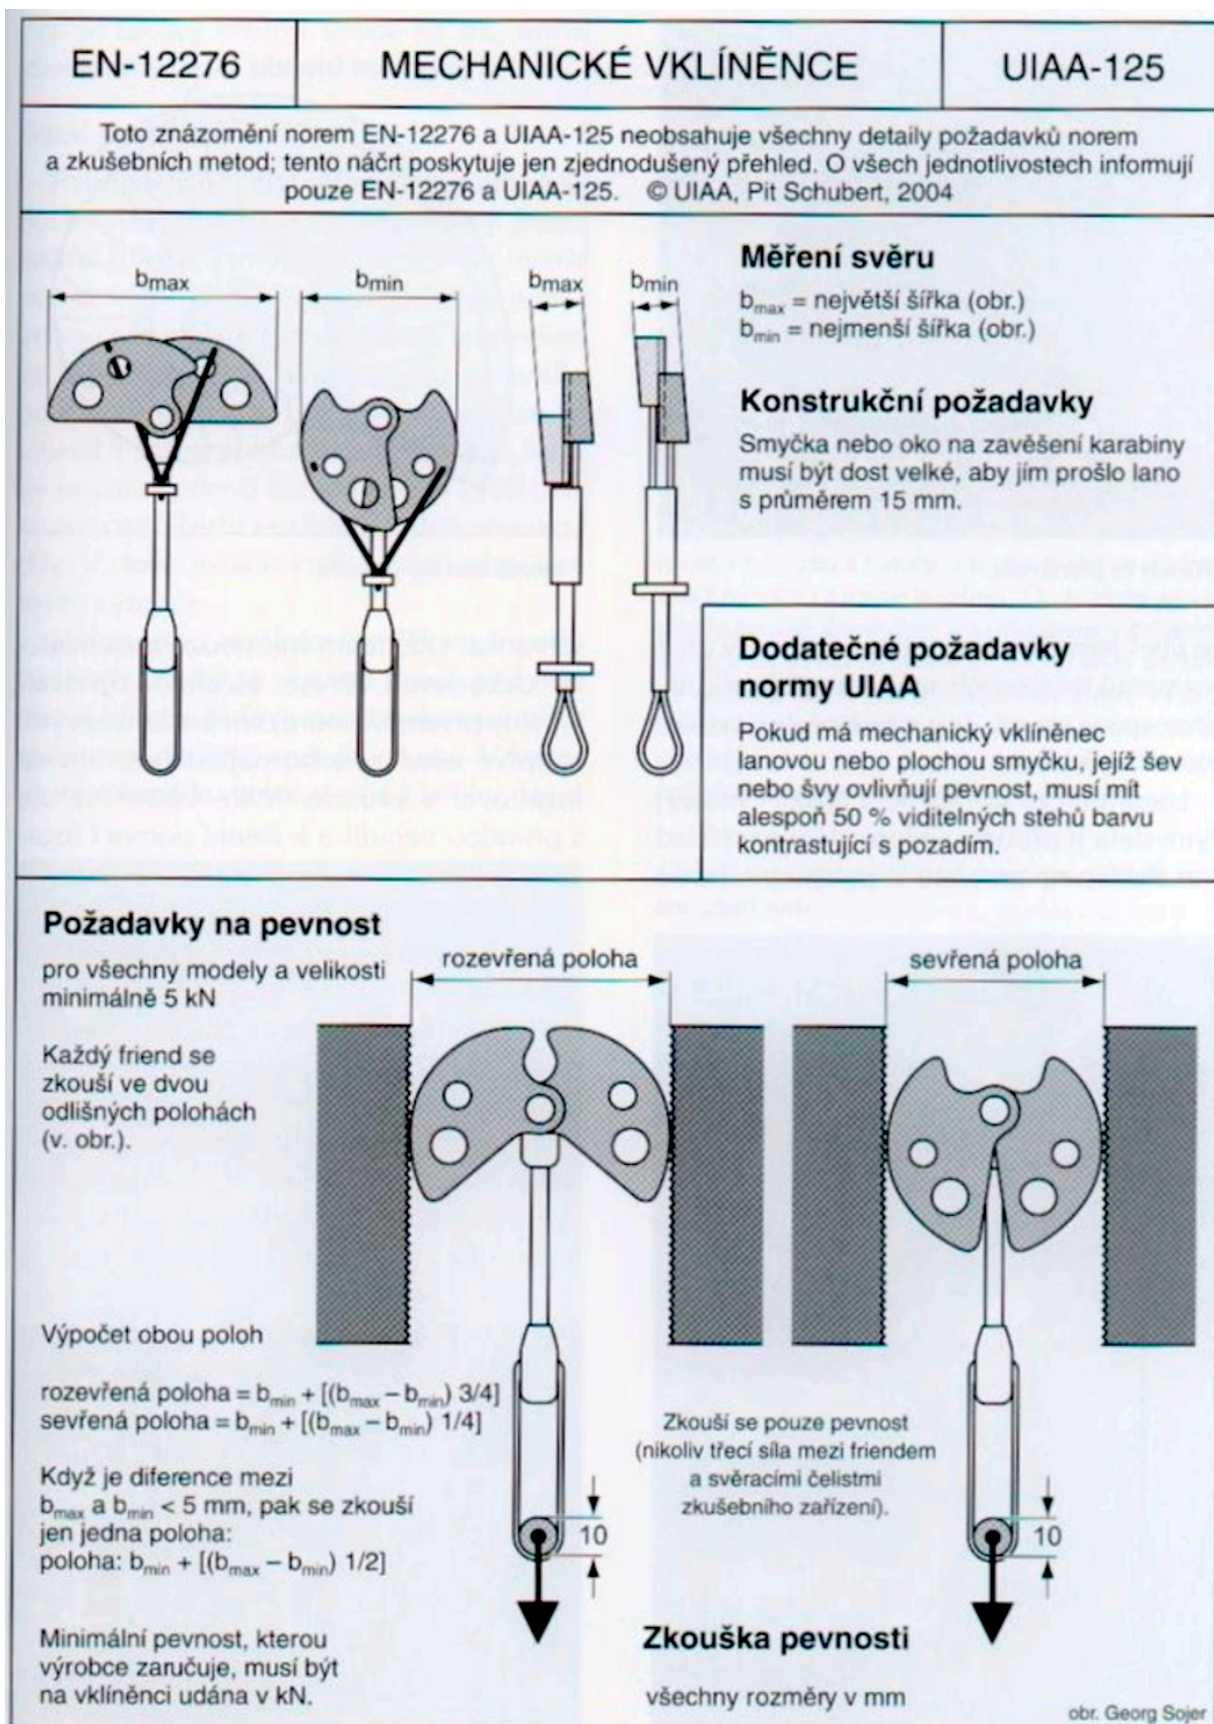 EN-12276
MECHANICKÉ VKLÍNĚNCE
UIAA-125
Toto znázornění norem EN-12276 a UIAA-125 neobsahuje všechny detaily požadavků norem
a zkušebních metod; tento náčrt poskytuje jen zjednodušený přehled. O všech jednotlivostech informují
pouze EN-12276 a UIAA-125. © UIAA, Pit Schubert, 2004
bmax
bmin
bmax
bmin
Měření svěru
bmax = největší šířka (obr.)
bmin = nejmenší šířka (obr.)
Konstrukční požadavky
Smyčka nebo oko na zavěšení karabiny
musí být dost velké, aby jím prošlo lano
s průměrem 15 mm.
Dodatečné požadavky
normy UIAA
Pokud má mechanický vklíněnec
lanovou nebo plochou smyčku, jejíž šev
nebo švy ovlivňují pevnost, musí mít
alespoň 50 % viditelných stehů barvu
kontrastující s pozadím.
Požadavky na pevnost
pro všechny modely a velikosti
minimálně 5 kN
Každý friend se
zkouší ve dvou
odlišných polohách
(v. obr.).
rozevřená poloha
sevřená poloha
Výpočet obou poloh
rozevřená poloha = bmin + [(bmax – bmin) 3/4]
sevřená poloha = bmin + [(bmax – bmin) 1/4]
Když je diference mezi
bmax a bmin < 5 mm, pak se zkouší
jen jedna poloha:
poloha: bmin + [(bmax – bmin) 1/2]
Minimální pevnost, kterou
výrobce zaručuje, musí být
na vklíněnci udána v kN.
Zkouší se pouze pevnost
(nikoliv třecí síla mezi friendem
a svěracími čelistmi
zkušebního zařízení).
10
10
Zkouška pevnosti
všechny rozměry v mm
obr. Georg Sojer